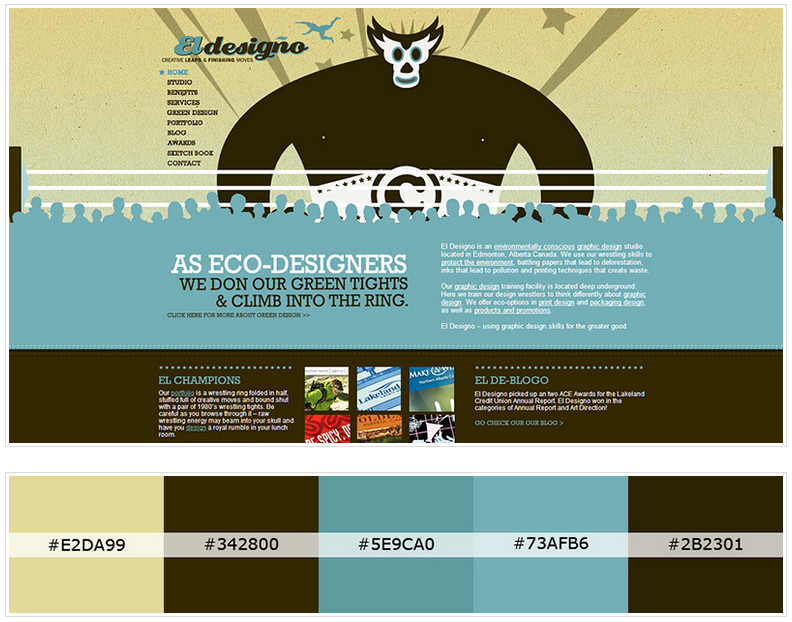 El designo
CREATIVE LEAPS & FINISHING MOVES
HOME
STUDIO
BENEFITS
SERVICES
GREEN DESIGN
PORTFOLIO
BLOG
AWARDS
SKETCH BOOK
CONTACT
AS ECO-DESIGNERS
WE DON OUR GREEN TIGHTS
& CLIMB INTO THE RING.
CLICK HERE FOR MORE ABOUT GREEN DESIGN >>
El Designo is an environmentally conscious graphic design studio
located in Edmonton, Alberta Canada. We use our wrestling skills to
protect the environment, battling papers that lead to deforestation,
inks that lead to pollution and printing techniques that create waste.
Our graphic design training facility is located deep underground.
Here we train our design wrestlers to think differently about graphic
design. We offer eco-options in print design and packaging design,
as well as products and promotions.
El Designo – using graphic design skills for the greater good
EL CHAMPIONS
Our portfolio is a wrestling ring folded in half,
stuffed full of creative moves and bound shut
with a pair of 1980's wrestling tights. Be
careful as you browse through it – raw
wrestling energy may beam into your skull and
have you design a royal rumble in your lunch
room.
Lakeland
MAKE-A-W
Northern Alberta
BE SPICY.
EL DE-BLOGO
El Designo picked up an two ACE Awards for the Lakeland
Credit Union Annual Report. El Designo won in the
categories of Annual Report and Art Direction!
GO CHECK OUR OUR BLOG >
#E2DA99
#342800
#5E9CA0
#73AFB6
#2B2301